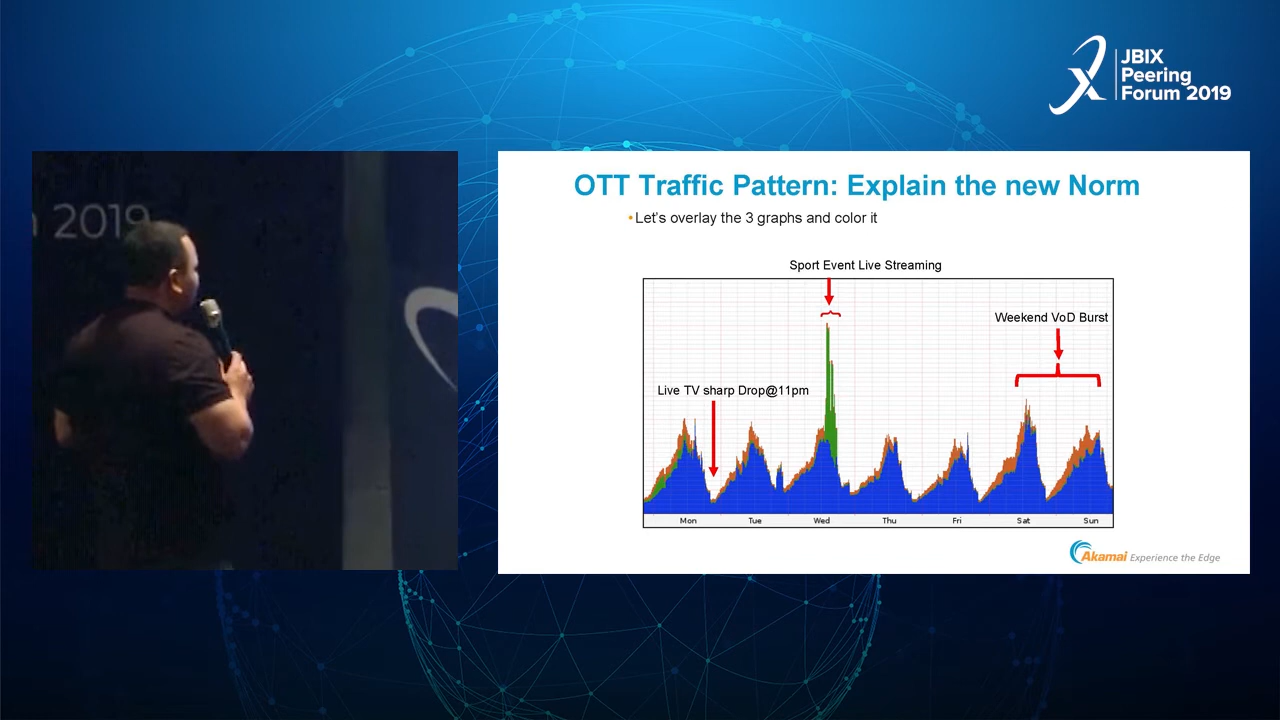 JBIX
Peering
Forum 2019
2019
OTT Traffic Pattern: Explain the new Norm
•Let's overlay the 3 graphs and color it
Sport Event Live Streaming
Weekend VoD Burst
Live TV sharp Drop@11pm
Mon Tue Wed Thu Fri Sat Sun
Akamai Experience the Edge